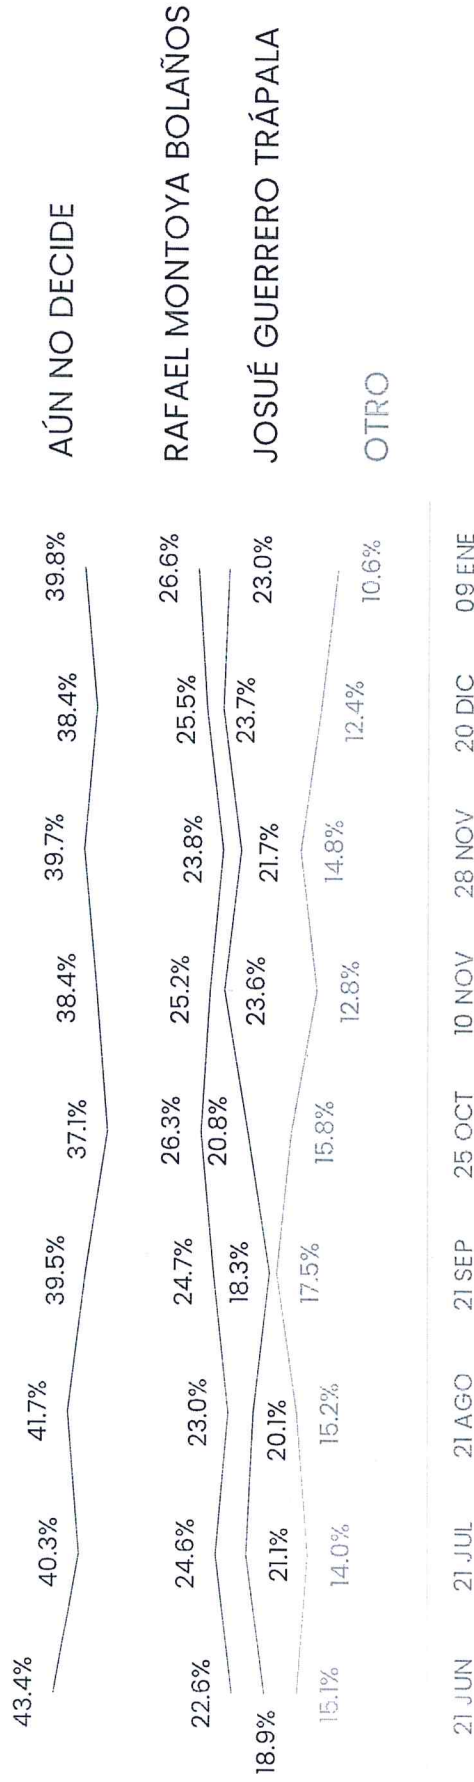 43.4% 40.3% 41.7% 39.5% 37.1% 38.4% 39.7% 38.4% 39.8% AÚN NO DECIDE
22.6% 24.6% 23.0% 24.7% 26.3% 25.2% 23.8% 25.5% 26.6% RAFAEL MONTOYA BOLAÑOS
18.9% 21.1% 20.1% 18.3% 20.8% 23.6% 21.7% 23.7% 23.0% JOSUÉ GUERRERO TRÁPALA
15.1% 14.0% 15.2% 17.5% 15.8% 12.8% 14.8% 12.4% 10.6% OTRO
21 JUN 21 JUL 21 AGO 21 SEP 25 OCT 10 NOV 28 NOV 20 DIC 09 ENE